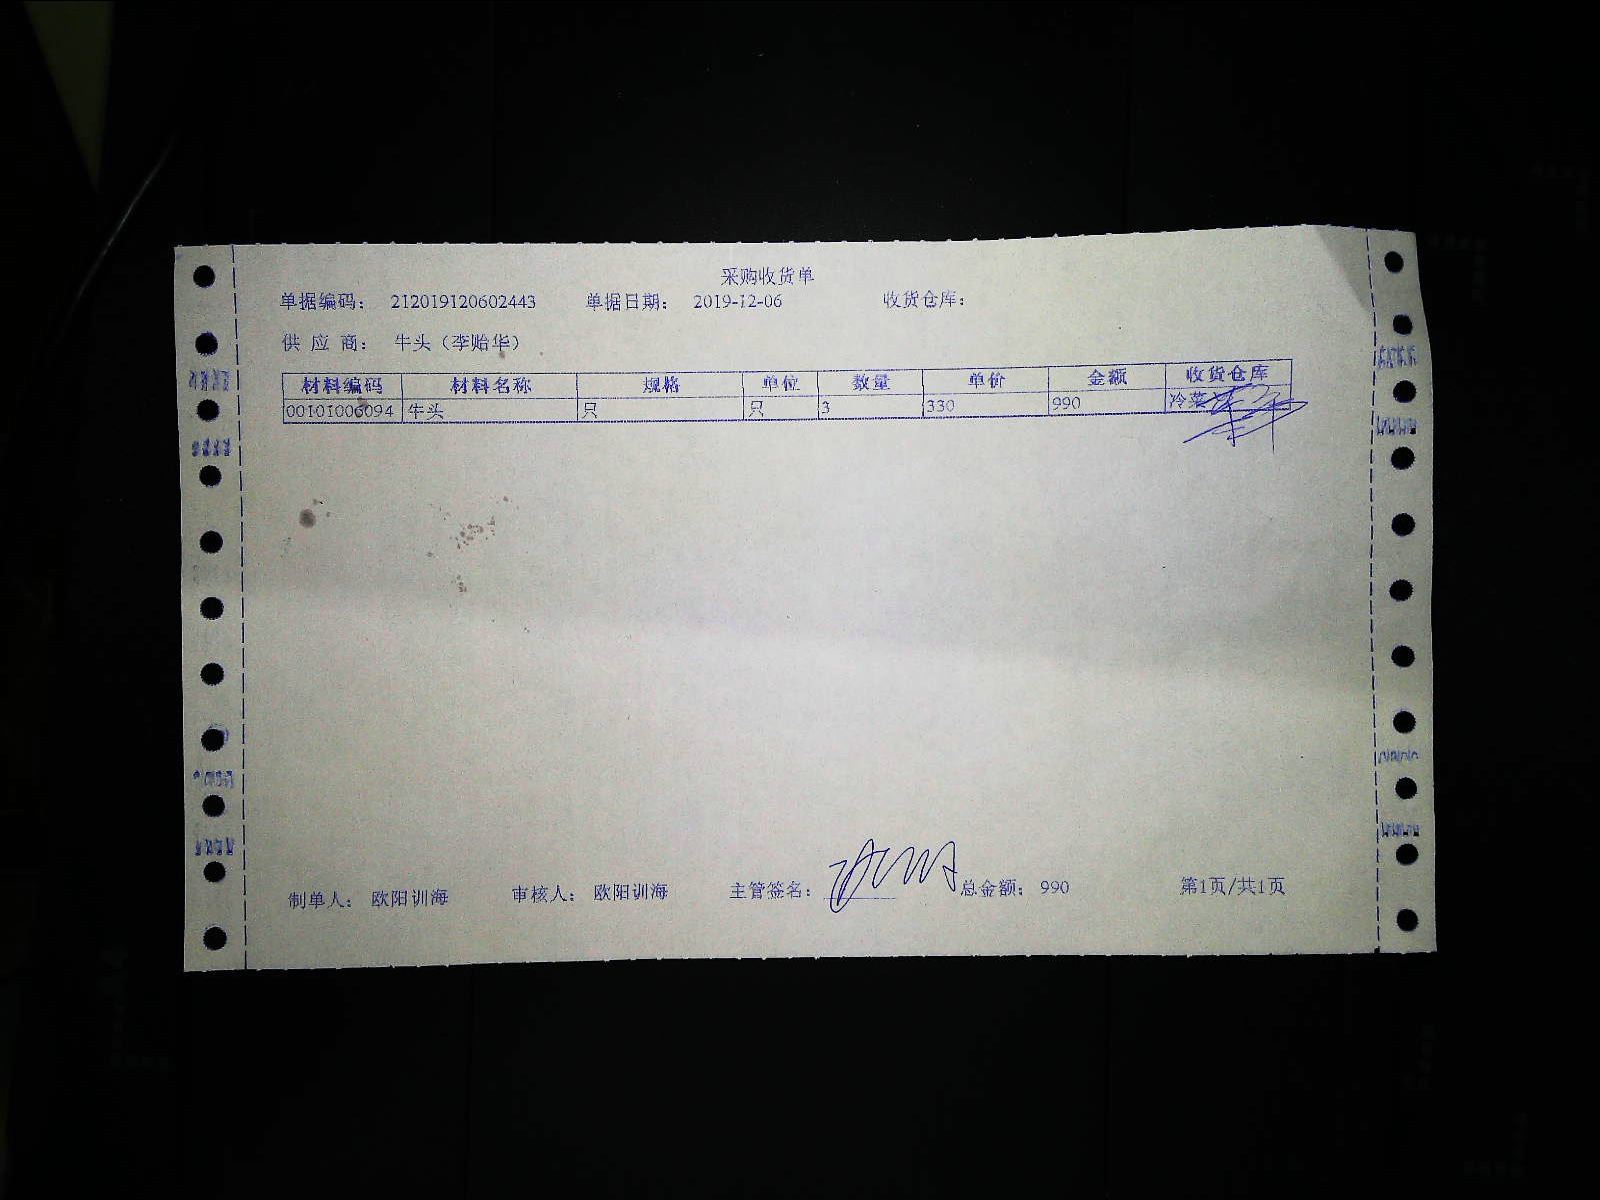 采购收货单
单据编码： 212019120602443 单据日期： 2019-12-06 收货仓库：
供 应 商： 牛头（李贻华）
材料编码 材料名称 规格 单位 数量 单价 金额 收货仓库
00101006094 牛头 只 只 3 330 990 冷菜
制单人： 欧阳训海 审核人： 欧阳训海 主管签名： 总金额： 990 第1页/共1页